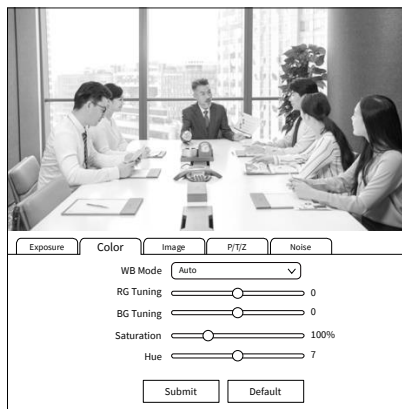 Exposure Color Image P/T/Z Noise
WB Mode Auto
RG Tuning 0
BG Tuning 0
Saturation 100%
Hue 7
Submit Default